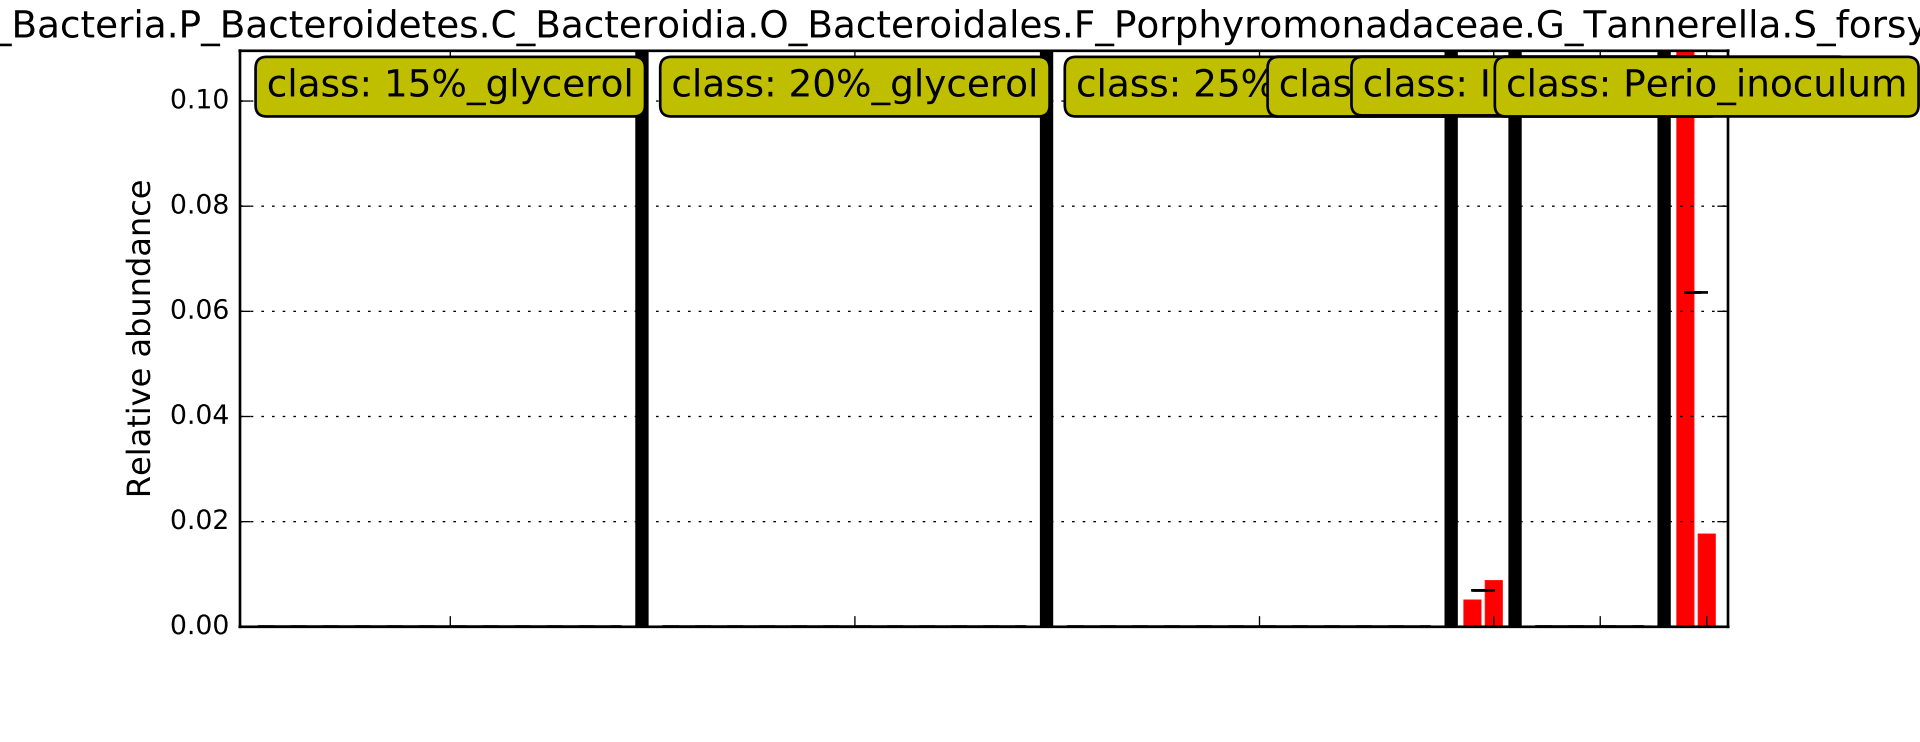 _Bacteria.P_Bacteroidetes.C_Bacteroidia.O_Bacteroidales.F_Porphyromonadaceae.G_Tannerella.S_forsy
class: 15%_glycerol
class: 20%_glycerol
class: 25%
clas
class: I
class: Perio_inoculum
0.10
0.08
0.06
0.04
0.02
0.00
Relative abundance